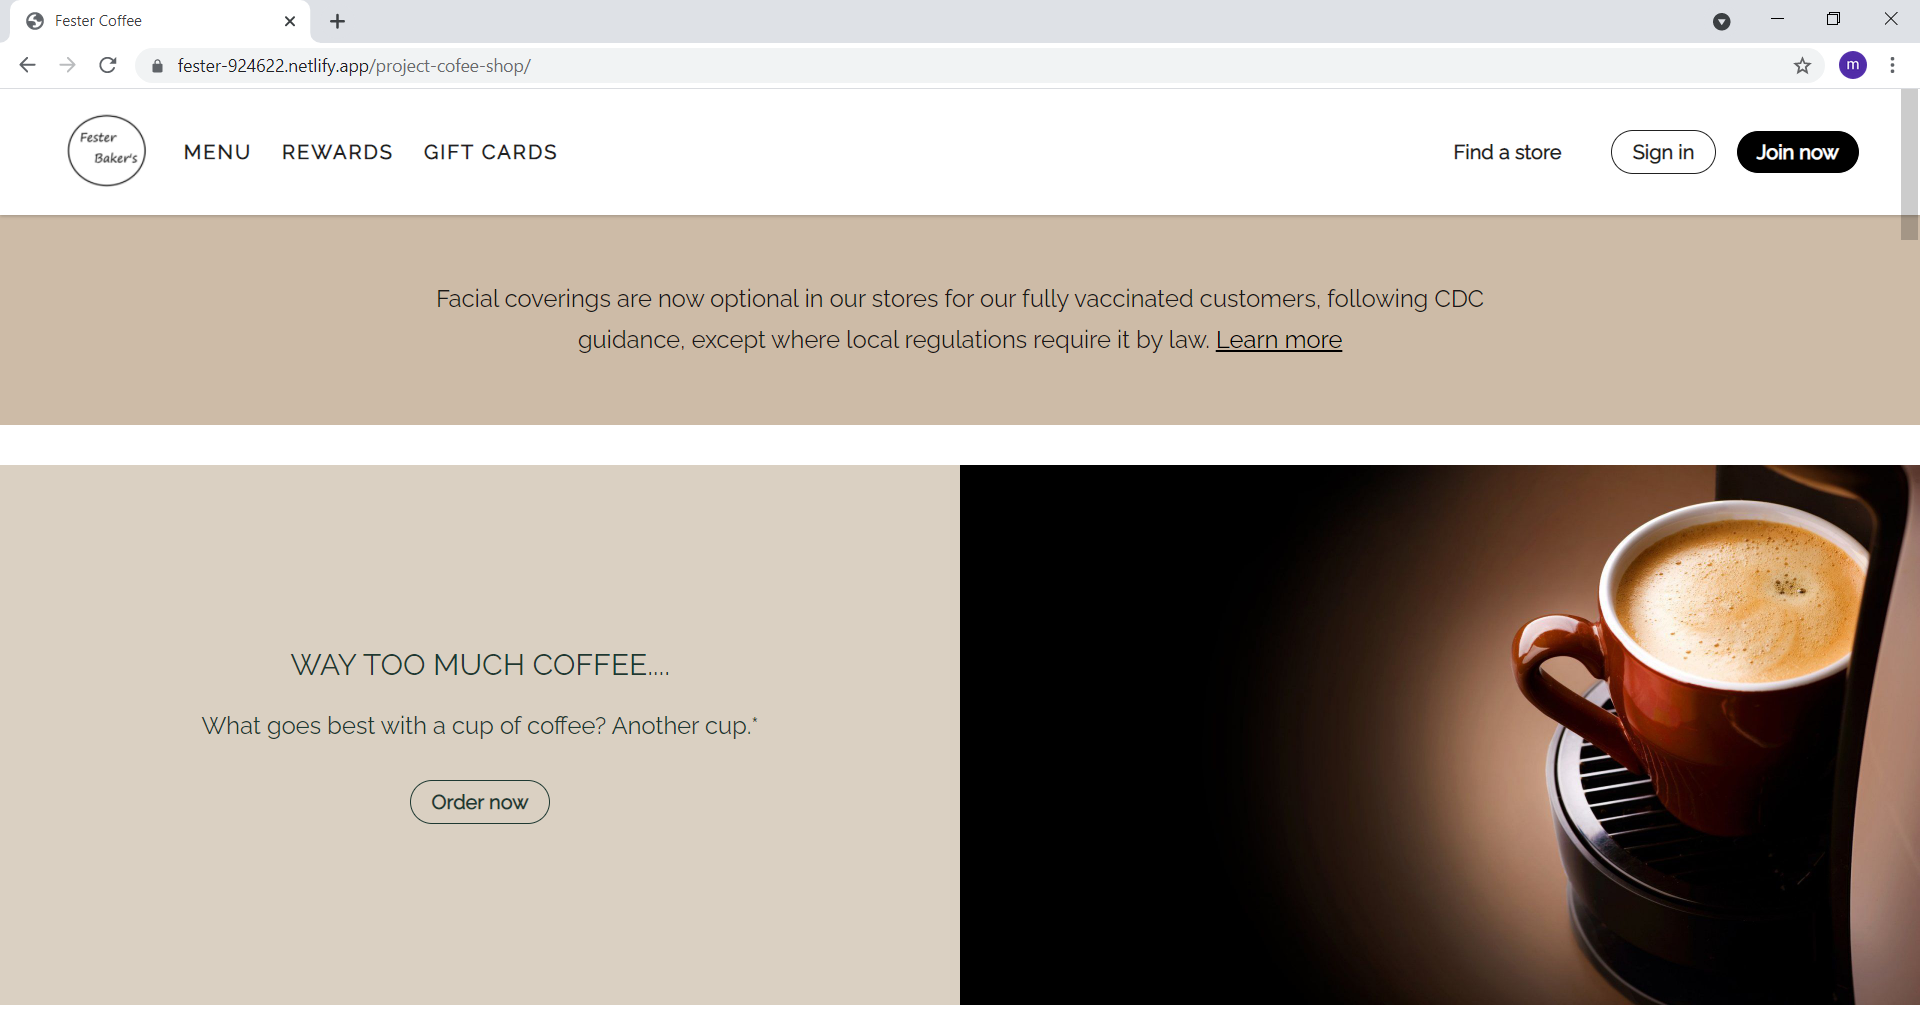 Fester Coffee
fester-924622.netlify.app/project-cofee-shop/
m
Fester
Baker's
MENU REWARDS GIFT CARDS Find a store Sign in Join now
Facial coverings are now optional in our stores for our fully vaccinated customers, following CDC
guidance, except where local regulations require it by law. Learn more
WAY TOO MUCH COFFEE....
What goes best with a cup of coffee? Another cup.*
Order now